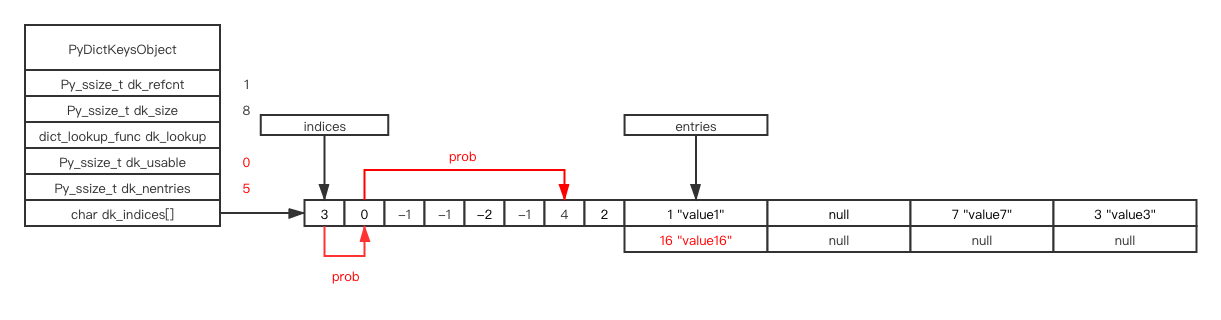 PyDictKeysObject
Py_ssize_t dk_refcnt 1
Py_ssize_t dk_size 8
dict_lookup_func dk_lookup
Py_ssize_t dk_usable 0
Py_ssize_t dk_nentries 5
char dk_indices[]
indices
entries
prob
3 0 -1 -1 -2 -1 4 2 1 "value1" null 7 "value7" 3 "value3"
16 "value16" null null null
prob